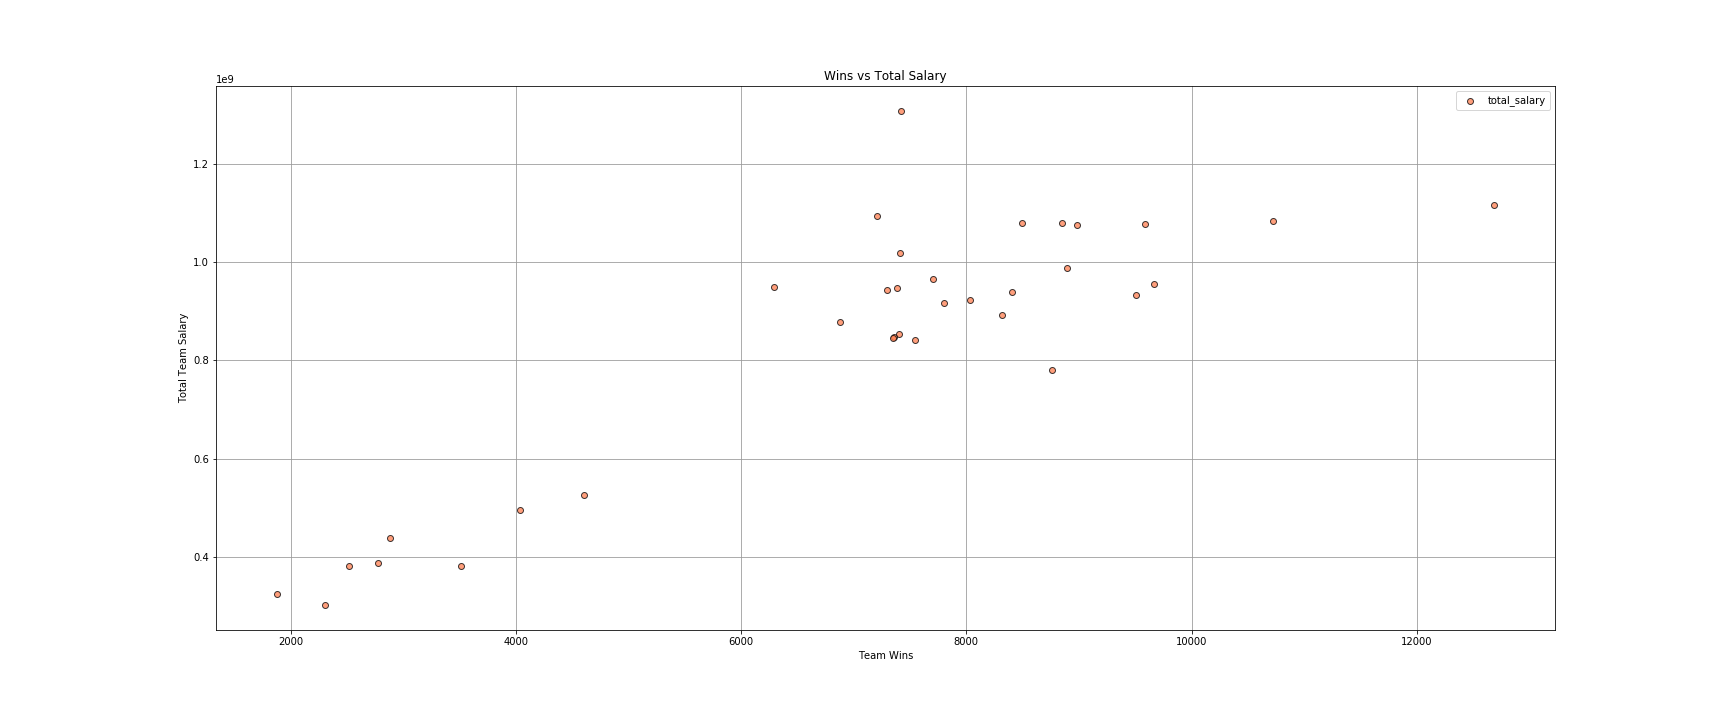 Wins vs Total Salary
1e9
total_salary
1.2
1.0
0.8
0.6
0.4
Total Team Salary
2000 4000 6000 8000 10000 12000
Team Wins